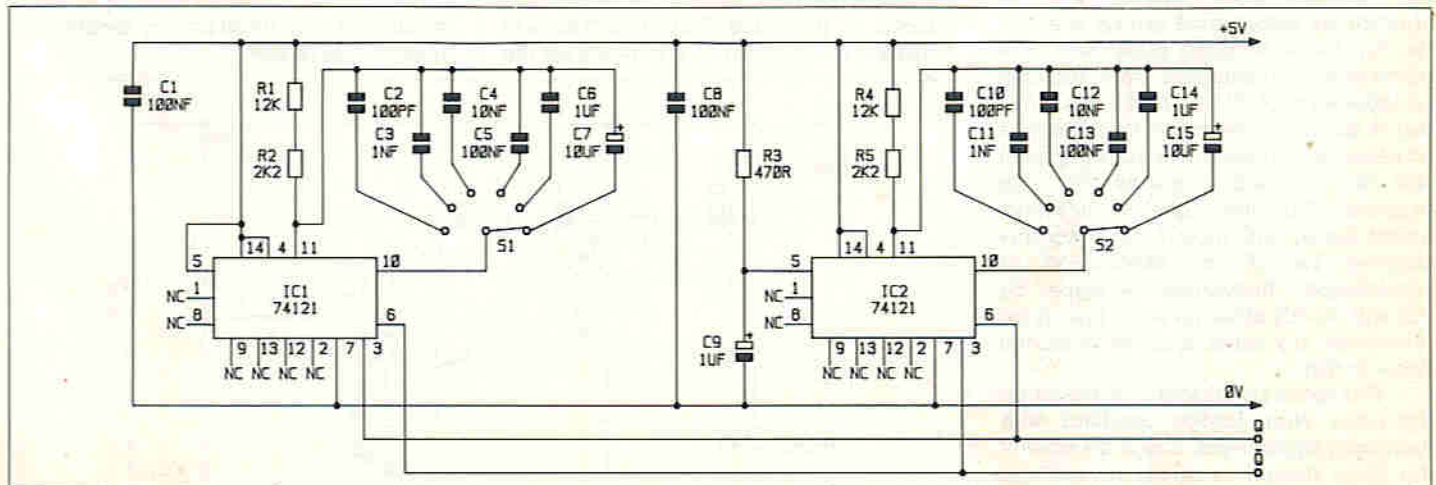 +5V
C1
100NF
R1
12K
R2
2K2
C2
100PF
C3
1NF
C4
10NF
C5
100NF
C6
1UF
C7
10UF
+
S1
14 4 11
5
10
NC 1
NC 8
IC1
74121
6
9 13 12 2 7 3
NC NC NC NC
C8
100NF
R3
470R
C9
1UF
+
R4
12K
R5
2K2
C10
100PF
C11
1NF
C12
10NF
C13
100NF
C14
1UF
C15
10UF
+
S2
14 4 11
5
10
NC 1
NC 8
IC2
74121
6
9 13 12 2 7 3
NC NC NC NC
0V
Q
Q̅